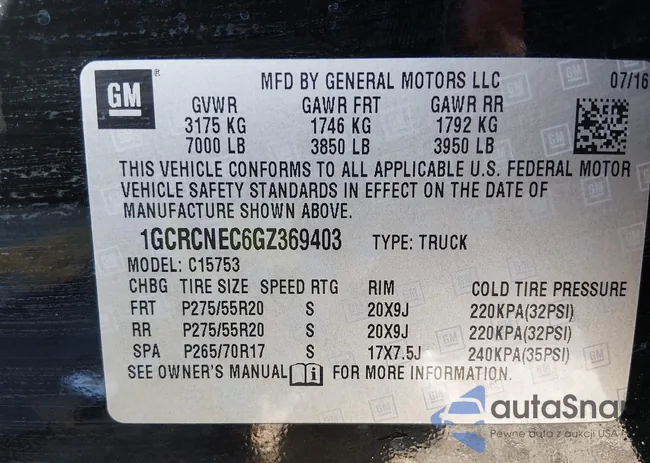 GM
MFD BY GENERAL MOTORS LLC 07/16
GVWR GAWR FRT GAWR RR
3175 KG 1746 KG 1792 KG
7000 LB 3850 LB 3950 LB
THIS VEHICLE CONFORMS TO ALL APPLICABLE U.S. FEDERAL MOTOR
VEHICLE SAFETY STANDARDS IN EFFECT ON THE DATE OF
MANUFACTURE SHOWN ABOVE.
1GCRCNEC6GZ369403 TYPE: TRUCK
MODEL: C15753
CHBG TIRE SIZE SPEED RTG RIM COLD TIRE PRESSURE
FRT P275/55R20 S 20X9J 220KPA(32PSI)
RR P275/55R20 S 20X9J 220KPA(32PSI)
SPA P265/70R17 S 17X7.5J 240KPA(35PSI)
SEE OWNER'S MANUAL FOR MORE INFORMATION.
autaSnap
Pewne auta z aukcji USA